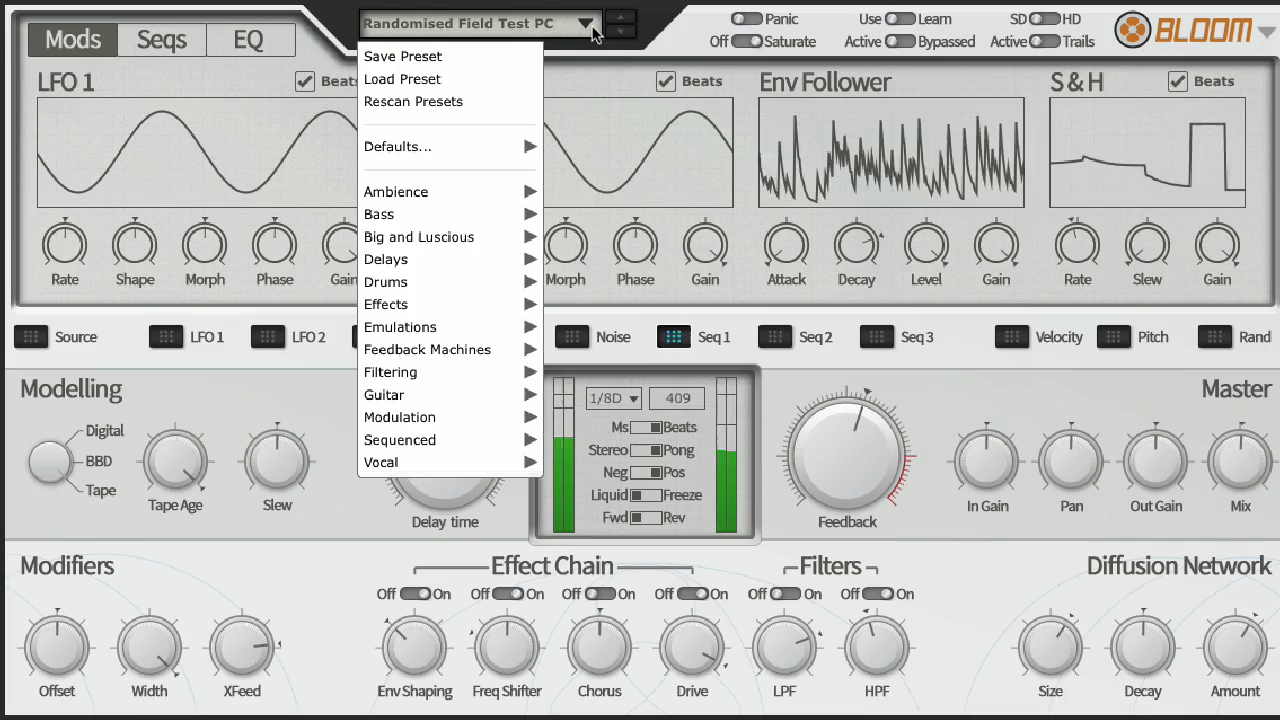 Randomised Field Test PC
Panic
Off Saturate
Use Learn
Active Bypassed
SD HD
Active Trails
BLOOM
Mods Seqs EQ
LFO 1
Beats
Beats
Env Follower
S & H
Beats
Save Preset
Load Preset
Rescan Presets
Defaults...
Ambience
Bass
Big and Luscious
Delays
Drums
Effects
Emulations
Feedback Machines
Filtering
Guitar
Modulation
Sequenced
Vocal
Rate Shape Morph Phase Gain
Morph Phase Gain
Attack Decay Level Gain
Rate Slew Gain
Source LFO 1 LFO 2 Noise Seq 1 Seq 2 Seq 3 Velocity Pitch Rand
Modelling
Digital
BBD
Tape
Tape Age
Slew
Delay time
1/8D 409
Ms Beats
Stereo Pong
Neg Pos
Liquid Freeze
Fwd Rev
Feedback
Master
In Gain Pan Out Gain Mix
Modifiers
Offset Width XFeed
Effect Chain
Off On Off On Off On Off On
Env Shaping Freq Shifter Chorus Drive
Filters
Off On Off On
LPF HPF
Diffusion Network
Size Decay Amount